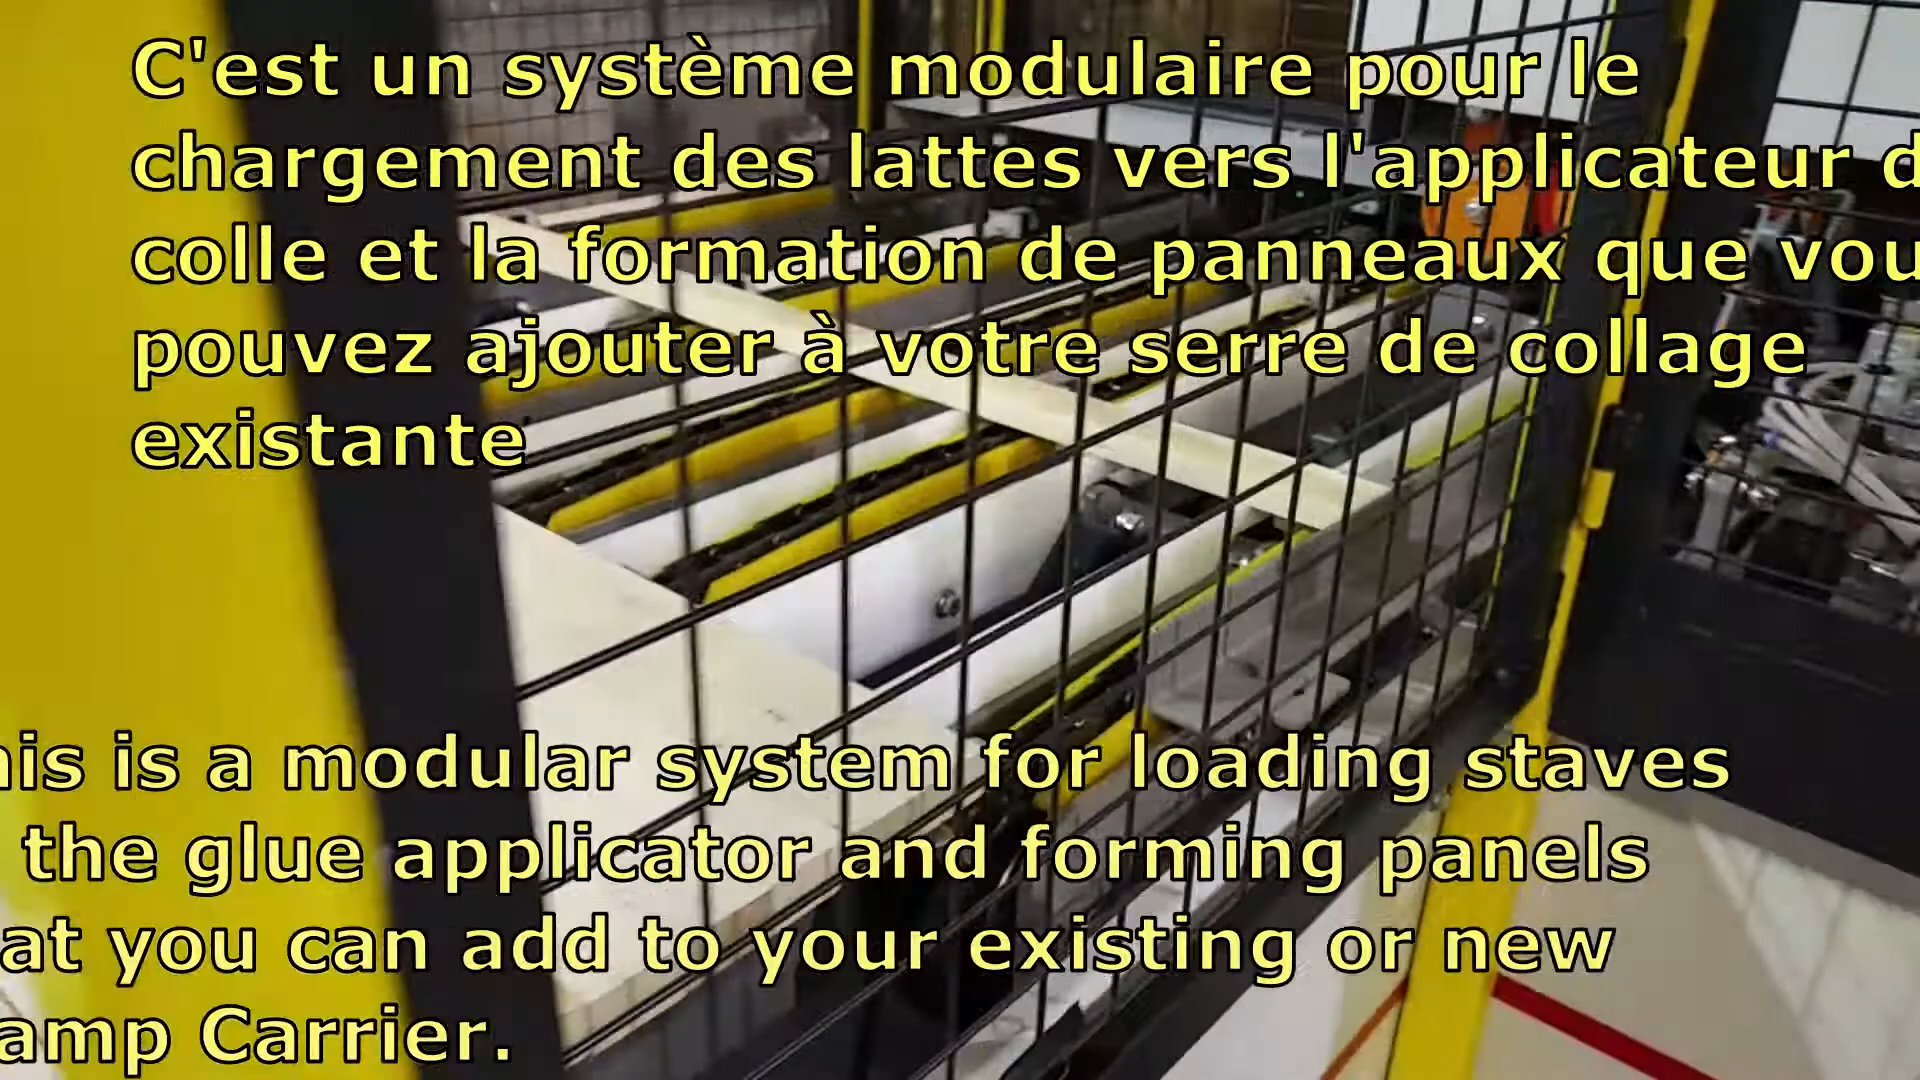 C'est un système modulaire pour le
chargement des lattes vers l'applicateur d
colle et la formation de panneaux que vou
pouvez ajouter à votre serre de collage
existante
his is a modular system for loading staves
the glue applicator and forming panels
at you can add to your existing or new
amp Carrier.